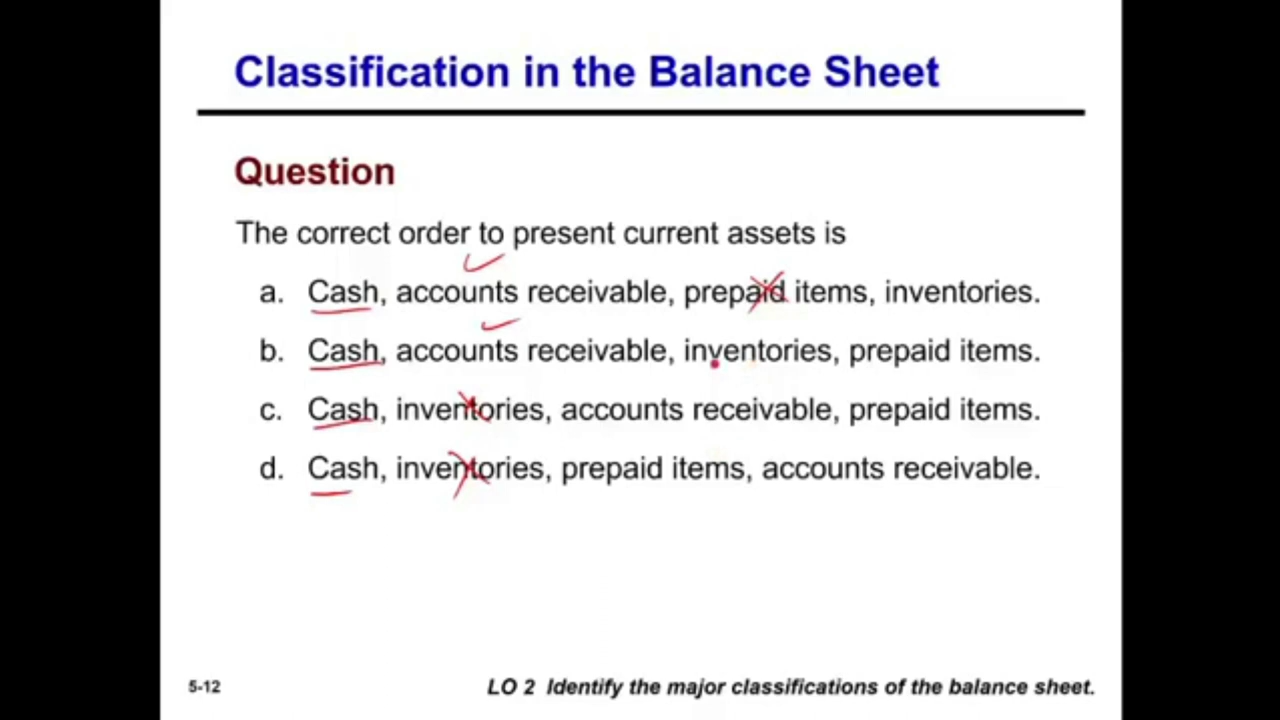 Classification in the Balance Sheet
Question
The correct order to present current assets is
a. Cash, accounts receivable, prepaid items, inventories.
b. Cash, accounts receivable, inventories, prepaid items.
c. Cash, inventories, accounts receivable, prepaid items.
d. Cash, inventories, prepaid items, accounts receivable.
5-12
LO 2 Identify the major classifications of the balance sheet.